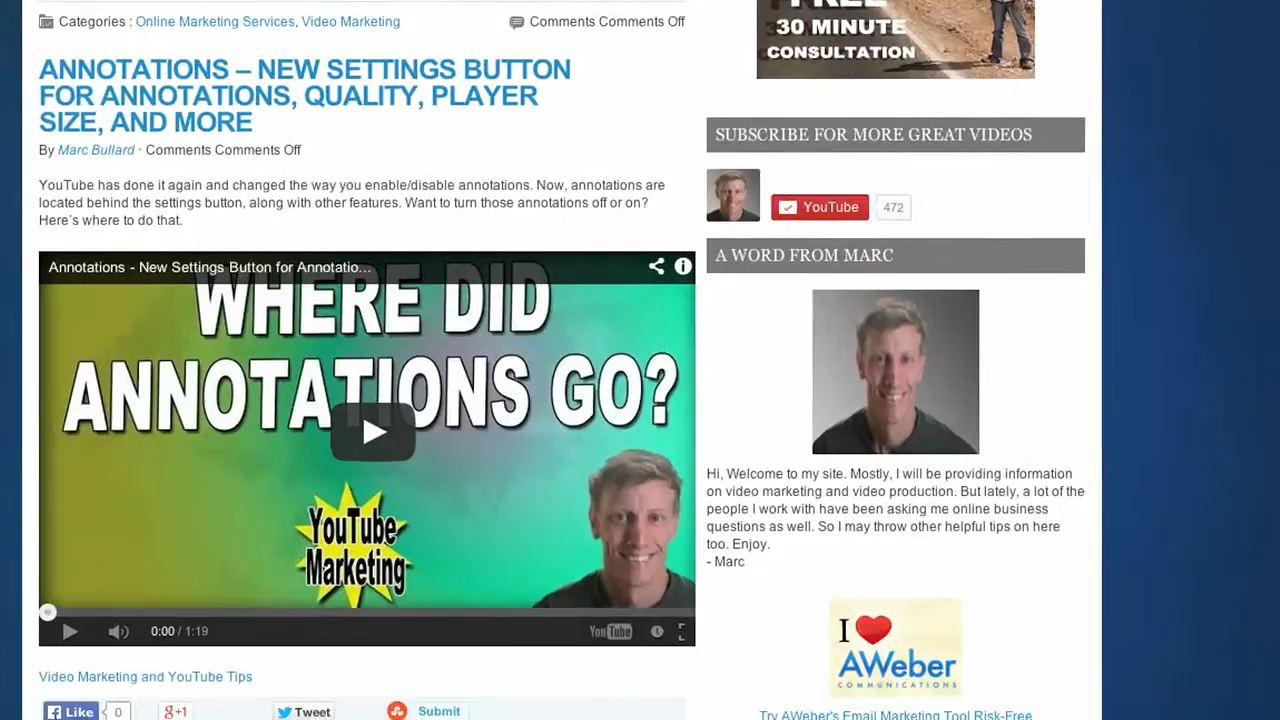 Categories : Online Marketing Services, Video Marketing
Comments Comments Off
ANNOTATIONS – NEW SETTINGS BUTTON
FOR ANNOTATIONS, QUALITY, PLAYER
SIZE, AND MORE
By Marc Bullard · Comments Comments Off
YouTube has done it again and changed the way you enable/disable annotations. Now, annotations are
located behind the settings button, along with other features. Want to turn those annotations off or on?
Here's where to do that.
Annotations - New Settings Button for Annotatio...
WHERE DID
ANNOTATIONS GO?
YouTube
Marketing
0:00 / 1:19
YouTube
Video Marketing and YouTube Tips
Like
0
g+1
Tweet
Submit
FREE
30 MINUTE
CONSULTATION
SUBSCRIBE FOR MORE GREAT VIDEOS
YouTube
472
A WORD FROM MARC
Hi, Welcome to my site. Mostly, I will be providing information
on video marketing and video production. But lately, a lot of the
people I work with have been asking me online business
questions as well. So I may throw other helpful tips on here
too. Enjoy.
- Marc
I
AWeber
COMMUNICATIONS
Try AWeber's Email Marketing Tool Risk-Free